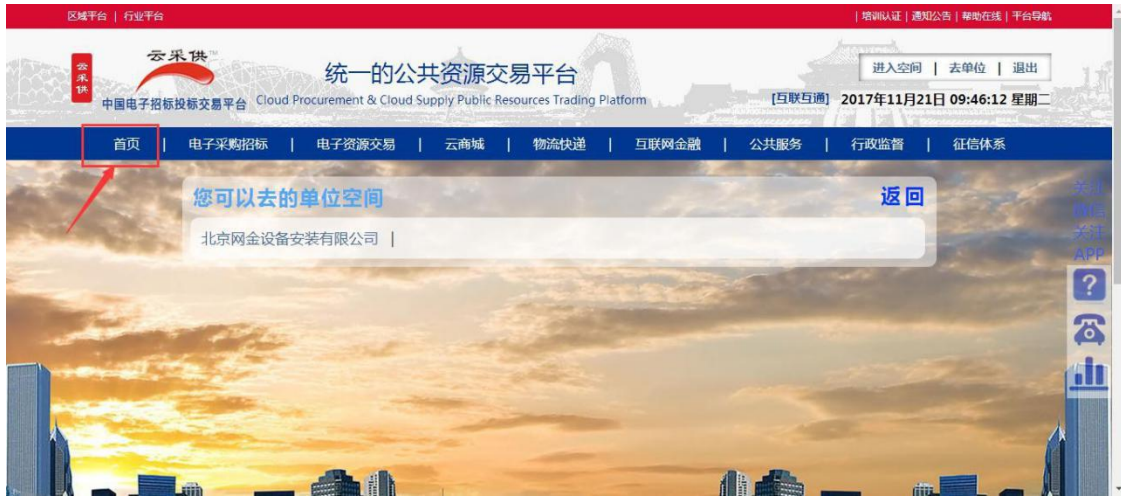 区域平台 | 行业平台
| 培训认证 | 通知公告 | 帮助在线 | 平台导航
云采供
云采供™
中国电子招标投标交易平台
统一的公共资源交易平台
Cloud Procurement & Cloud Supply Public Resources Trading Platform
进入空间 | 去单位 | 退出
[互联互通] 2017年11月21日 09:46:12 星期二
首页 | 电子采购招标 | 电子资源交易 | 云商城 | 物流快递 | 互联网金融 | 公共服务 | 行政监督 | 征信体系
您可以去的单位空间
返回
北京网金设备安装有限公司 |
关注
微信
关注
APP
?